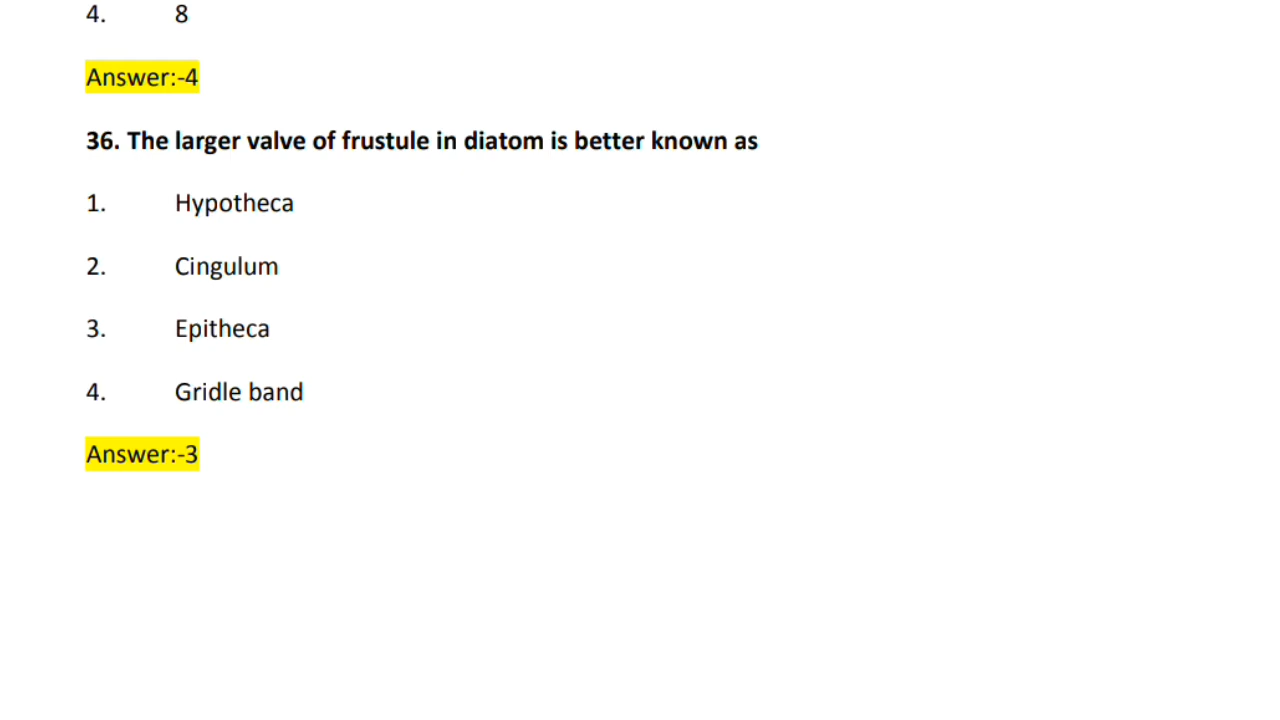 4. 8
Answer:-4
36. The larger valve of frustule in diatom is better known as
1. Hypotheca
2. Cingulum
3. Epitheca
4. Gridle band
Answer:-3